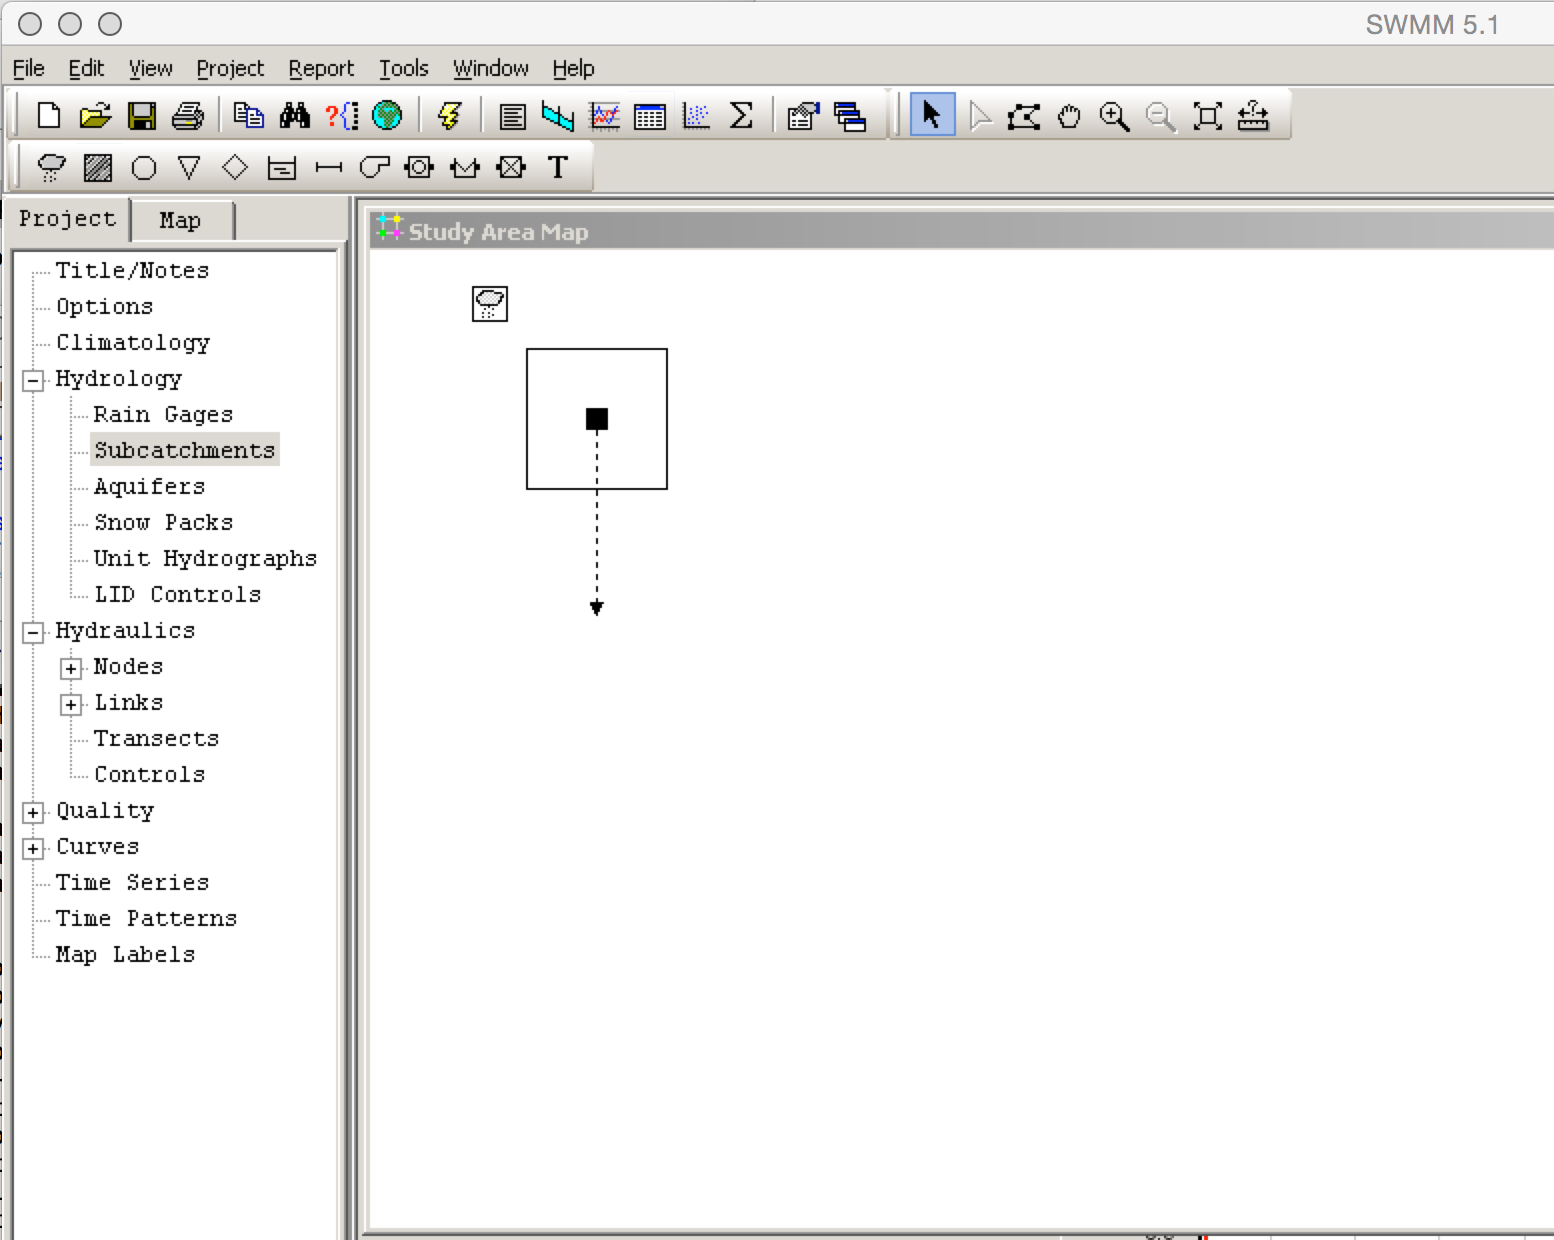 SWMM 5.1
File Edit View Project Report Tools Window Help
T
Project Map
Study Area Map
Title/Notes
Options
Climatology
Hydrology
Rain Gages
Subcatchments
Aquifers
Snow Packs
Unit Hydrographs
LID Controls
Hydraulics
Nodes
Links
Transects
Controls
Quality
Curves
Time Series
Time Patterns
Map Labels